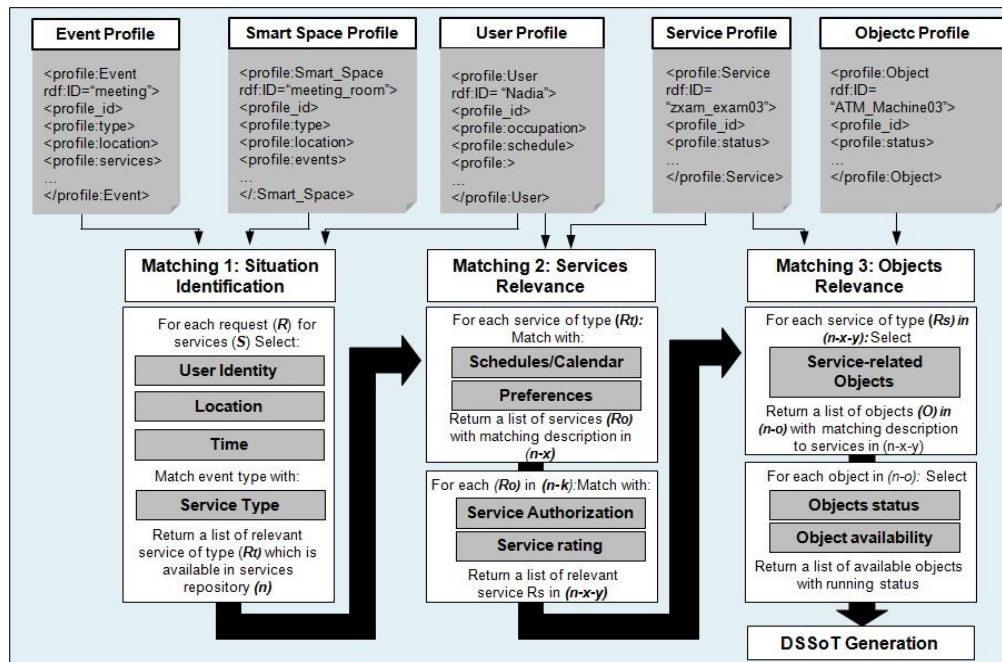 Event Profile
<profile:Event
rdf:ID="meeting">
<profile_id>
<profile:type>
<profile:location>
<profile:services>
...
</profile:Event>
Smart Space Profile
<profile:Smart_Space
rdf:ID="meeting_room">
<profile_id>
<profile:type>
<profile:location>
<profile:events>
...
</:Smart_Space>
User Profile
<profile:User
rdf:ID= "Nadia">
<profile_id>
<profile:occupation>
<profile:schedule>
<profile:>
...
</profile:User>
Service Profile
<profile:Service
rdf:ID=
"zxam_exam03">
<profile_id>
<profile:status>
...
</profile:Service>
Objectc Profile
<profile:Object
rdf:ID=
"ATM_Machine03">
<profile_id>
<profile:status>
...
</profile:Object>
Matching 1: Situation
Identification
For each request (R) for
services (S) Select:
User Identity
Location
Time
Match event type with:
Service Type
Return a list of relevant
service of type (Rt) which is
available in services
repository (n)
Matching 2: Services
Relevance
For each service of type (Rt):
Match with:
Schedules/Calendar
Preferences
Return a list of services (Ro)
with matching description in
(n-x)
For each (Ro) in (n-k):Match with:
Service Authorization
Service rating
Return a list of relevant
service Rs in (n-x-y)
Matching 3: Objects
Relevance
For each service of type (Rs) in
(n-x-y): Select
Service-related
Objects
Return a list of objects (O) in
(n-o) with matching description
to services in (n-x-y)
For each object in (n-o): Select
Objects status
Object availability
Return a list of available objects
with running status
DSSoT Generation